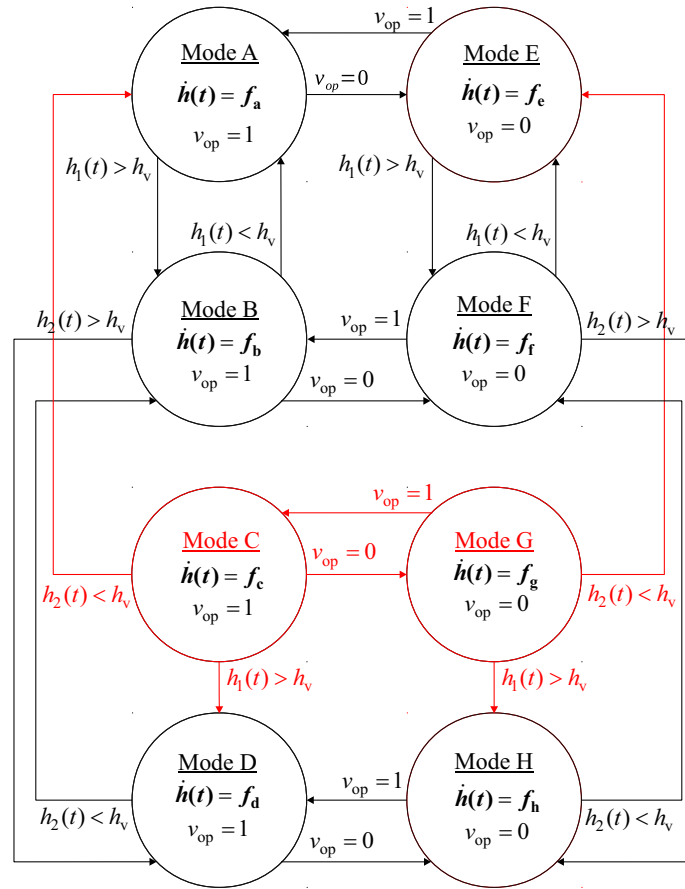 v_op = 1
Mode A
ḣ(t) = f_a
v_op = 1
v_op = 0
Mode E
ḣ(t) = f_e
v_op = 0
h_1(t) > h_v
h_1(t) > h_v
h_1(t) < h_v
h_1(t) < h_v
Mode B
ḣ(t) = f_b
v_op = 1
v_op = 1
v_op = 0
Mode F
ḣ(t) = f_f
v_op = 0
h_2(t) > h_v
h_2(t) > h_v
v_op = 1
Mode C
ḣ(t) = f_c
v_op = 1
v_op = 0
Mode G
ḣ(t) = f_g
v_op = 0
h_2(t) < h_v
h_2(t) < h_v
h_1(t) > h_v
h_1(t) > h_v
Mode D
ḣ(t) = f_d
v_op = 1
v_op = 1
v_op = 0
Mode H
ḣ(t) = f_h
v_op = 0
h_2(t) < h_v
h_2(t) < h_v